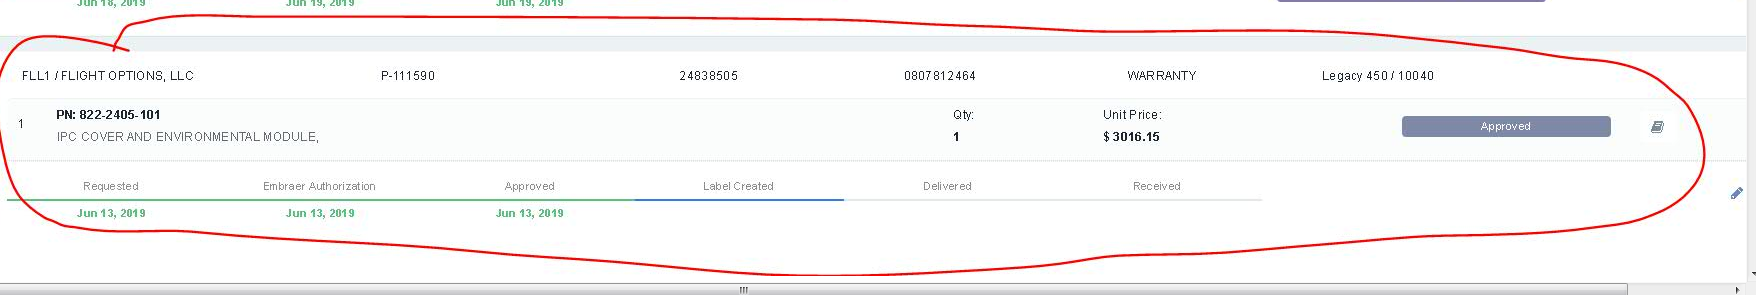 Jun 18, 2019 Jun 19, 2019 Jun 19, 2019
FLL1 / FLIGHT OPTIONS, LLC P-111590 24838505 0807812464 WARRANTY Legacy 450 / 10040
1 PN: 822-2405-101 Qty: Unit Price:
IPC COVER AND ENVIRONMENTAL MODULE, 1 $ 3016.15 Approved
Requested Embraer Authorization Approved Label Created Delivered Received
Jun 13, 2019 Jun 13, 2019 Jun 13, 2019